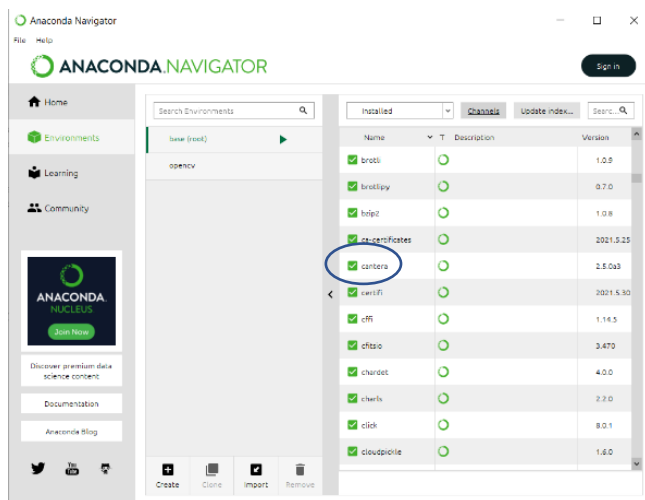 Anaconda Navigator
File Help
ANACONDA.NAVIGATOR
Sign in
Home
Environments
Learning
Community
ANACONDA.
NUCLEUS
Join Now
Discover premium data
science content
Documentation
Anaconda Blog
You
Tube
Search Environments
base (root)
opencv
Create Clone Import Remove
Installed Channels Update index... Searc...
Name T Description Version
brotli 1.0.9
brotlipy 0.7.0
bzip2 1.0.8
ca-certificates 2021.5.25
cantera 2.5.0a3
certifi 2021.5.30
cffi 1.14.5
cfitsio 3.470
chardet 4.0.0
charls 2.2.0
click 8.0.1
cloudpickle 1.6.0